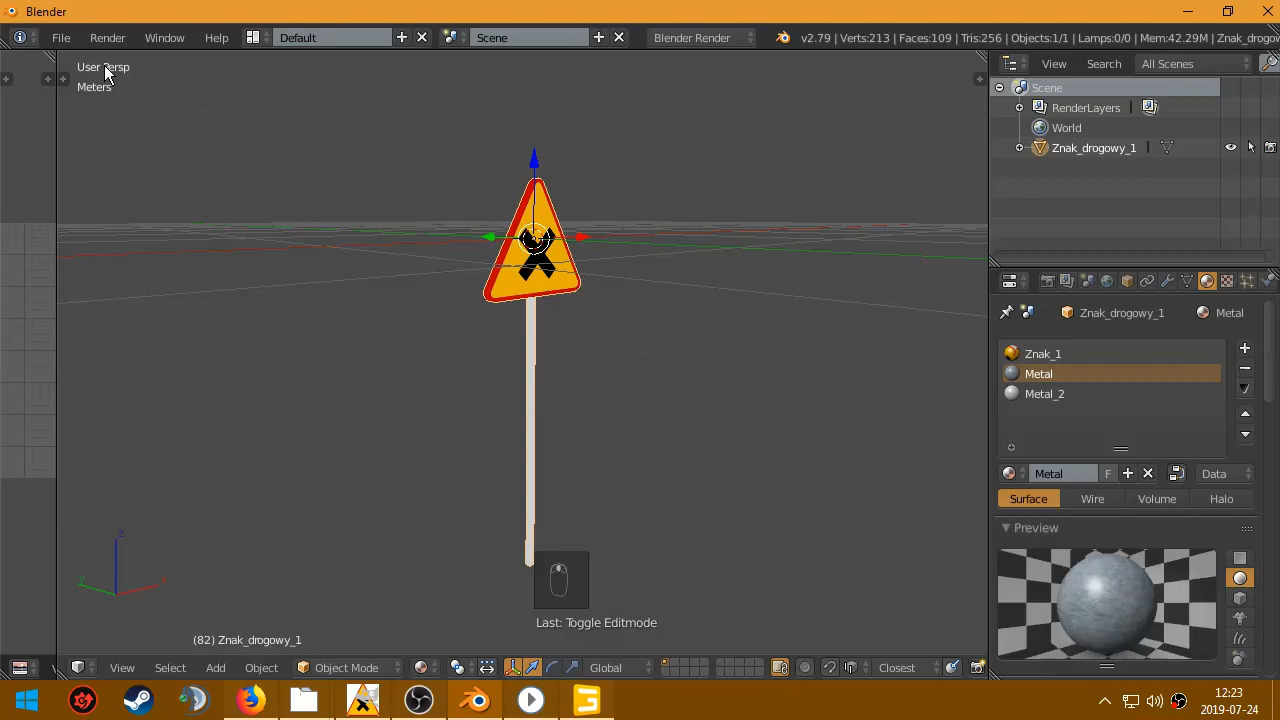 Blender
File Render Window Help Default Scene Blender Render v2.79 | Verts:213 | Faces:109 | Tris:256 | Objects:1/1 | Lamps:0/0 | Mem:42.29M | Znak_drogow
User Persp
Meters
View Search All Scenes
Scene
RenderLayers
World
Znak_drogowy_1
Znak_drogowy_1 Metal
Znak_1
Metal
Metal_2
Metal F Data
Surface Wire Volume Halo
Preview
z
y x
Last: Toggle Editmode
(82) Znak_drogowy_1
View Select Add Object Object Mode Global Closest
12:23
2019-07-24